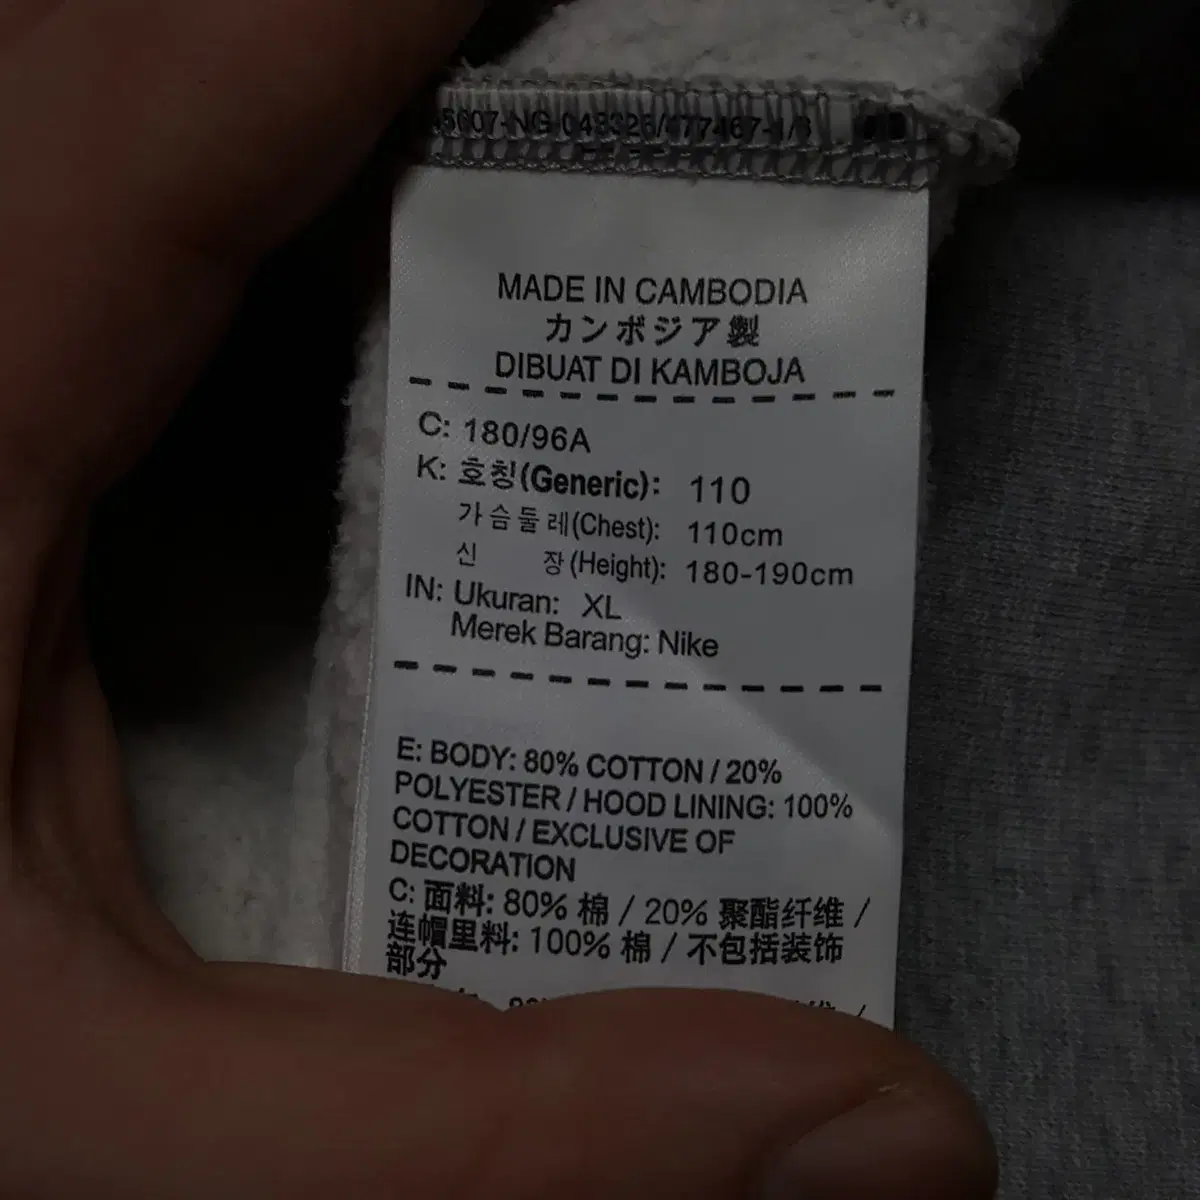 MADE IN CAMBODIA
カンボジア製
DIBUAT DI KAMBOJA
C: 180/96A
K: 호칭(Generic): 110
가슴둘레(Chest): 110cm
신 장(Height): 180-190cm
IN: Ukuran: XL
Merek Barang: Nike
E: BODY: 80% COTTON / 20%
POLYESTER / HOOD LINING: 100%
COTTON / EXCLUSIVE OF
DECORATION
C: 面料: 80% 棉 / 20% 聚酯纤维 /
连帽里料: 100% 棉 / 不包括装饰
部分